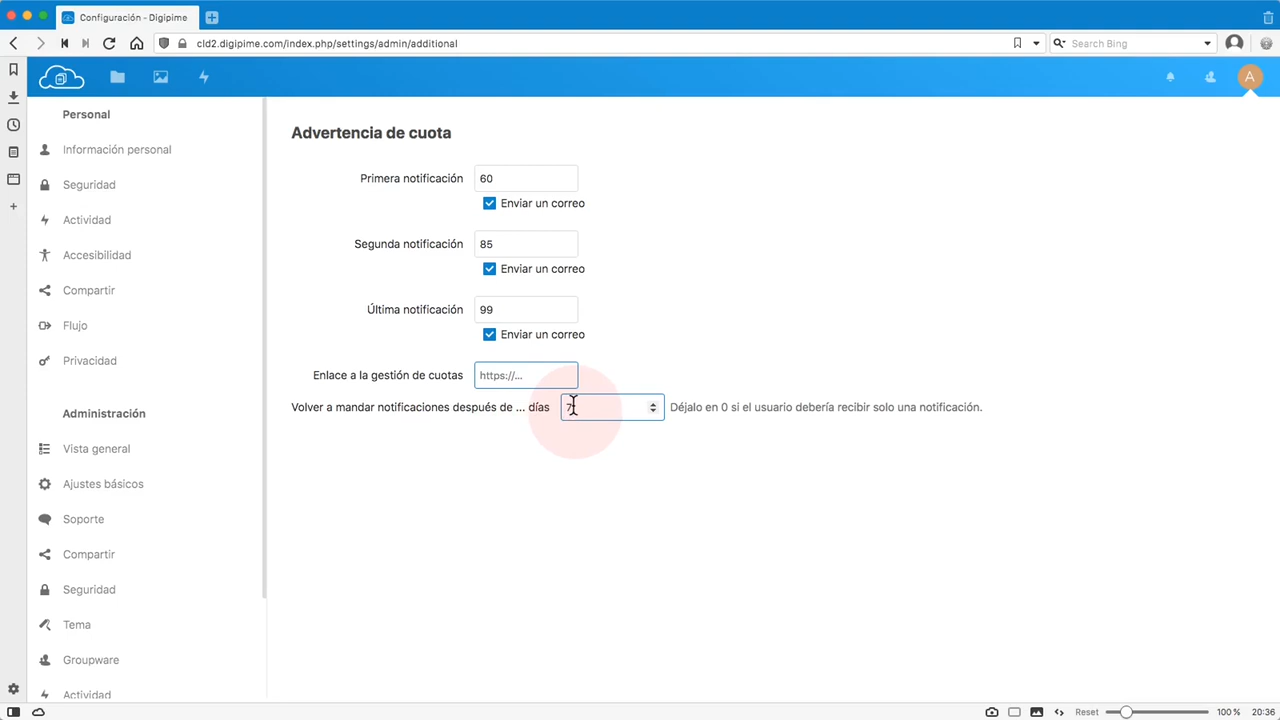 Configuración - Digipime
cld2.digipime.com/index.php/settings/admin/additional
Search Bing
A
Personal
Información personal
Seguridad
Actividad
Accesibilidad
Compartir
Flujo
Privacidad
Administración
Vista general
Ajustes básicos
Soporte
Compartir
Seguridad
Tema
Groupware
Actividad
Advertencia de cuota
Primera notificación 60
Enviar un correo
Segunda notificación 85
Enviar un correo
Última notificación 99
Enviar un correo
Enlace a la gestión de cuotas https://...
Volver a mandar notificaciones después de ... días 7 Déjalo en 0 si el usuario debería recibir solo una notificación.
Reset 100 % 20:36